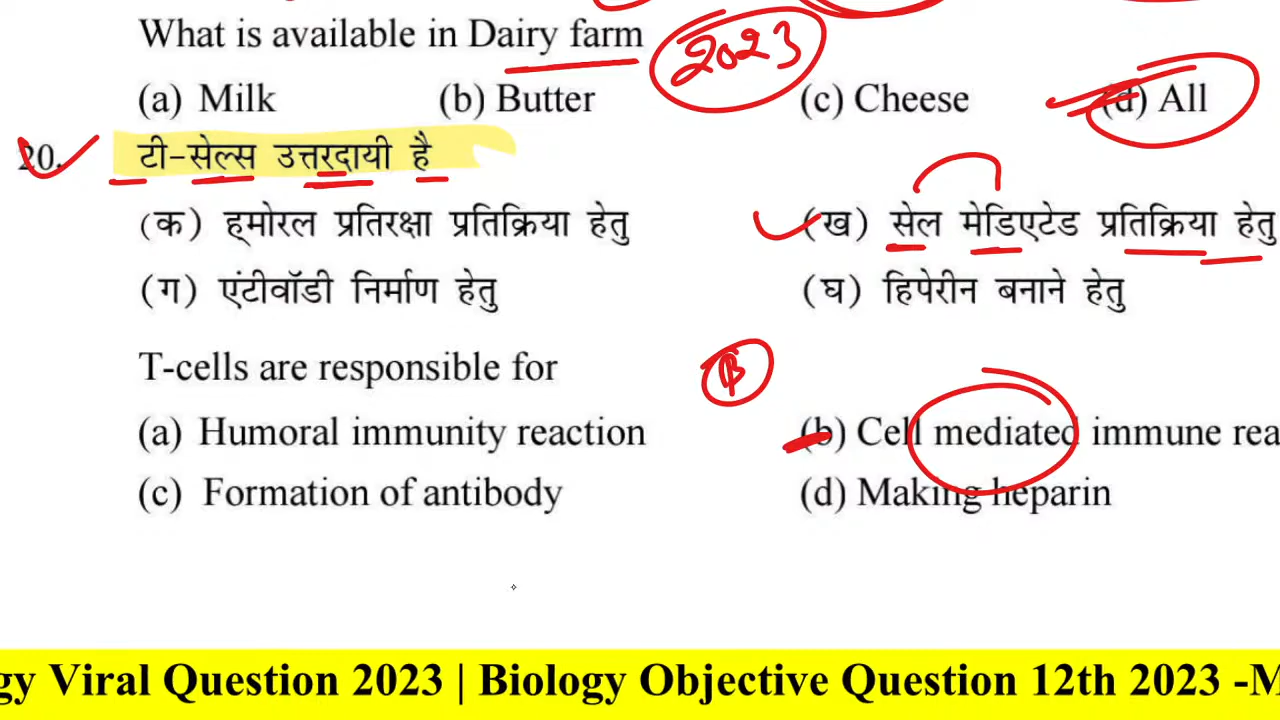 What is available in Dairy farm 2023
(a) Milk (b) Butter (c) Cheese (d) All
20. टी-सेल्स उत्तरदायी है
(क) ह्मोरल प्रतिरक्षा प्रतिक्रिया हेतु (ख) सेल मेडिएटेड प्रतिक्रिया हेतु
(ग) एंटीवॉडी निर्माण हेतु (घ) हिपेरीन बनाने हेतु
T-cells are responsible for B
(a) Humoral immunity reaction (b) Cell mediated immune rea
(c) Formation of antibody (d) Making heparin
gy Viral Question 2023 | Biology Objective Question 12th 2023 -M